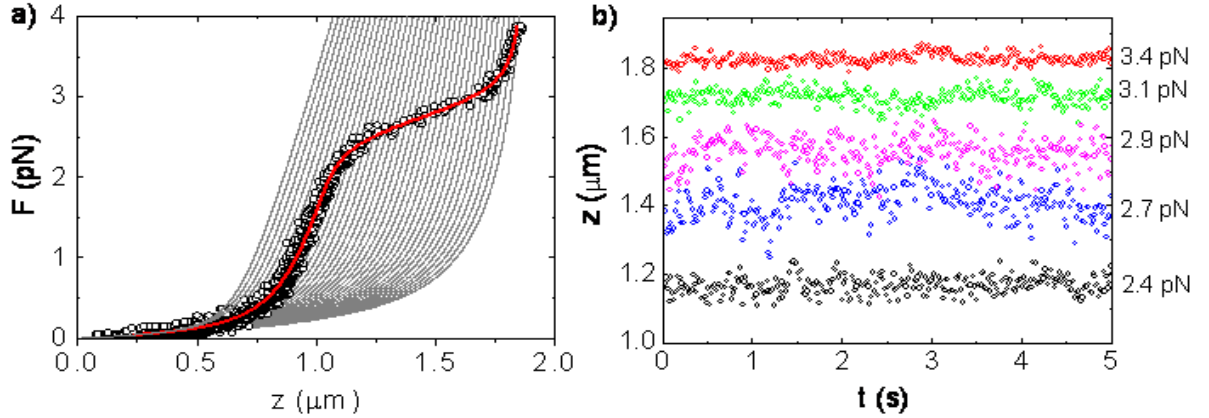 a)
4
3
2
1
0
F (pN)
0.0
0.5
1.0
1.5
2.0
z (μm)
b)
1.8
1.6
1.4
1.2
1.0
z (μm)
0
1
2
3
4
5
t (s)
3.4 pN
3.1 pN
2.9 pN
2.7 pN
2.4 pN